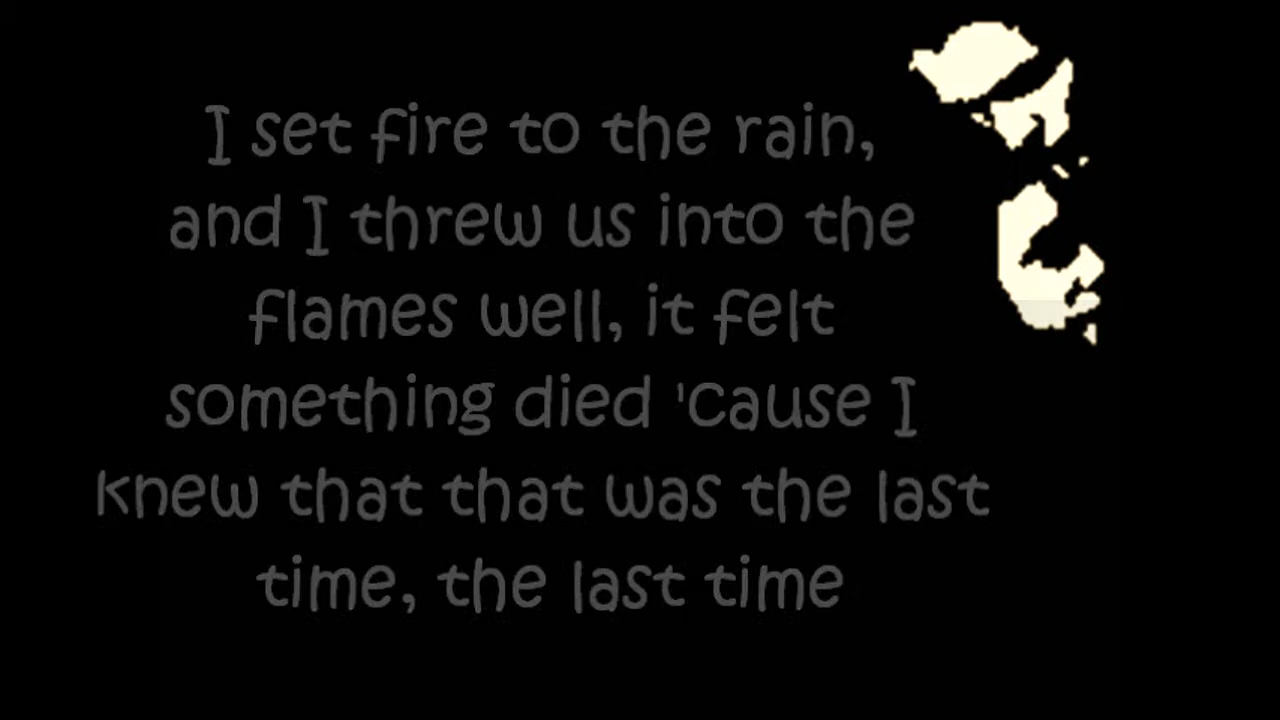 I set fire to the rain,
and I threw us into the
flames well, it felt
something died 'cause I
knew that that was the last
time, the last time